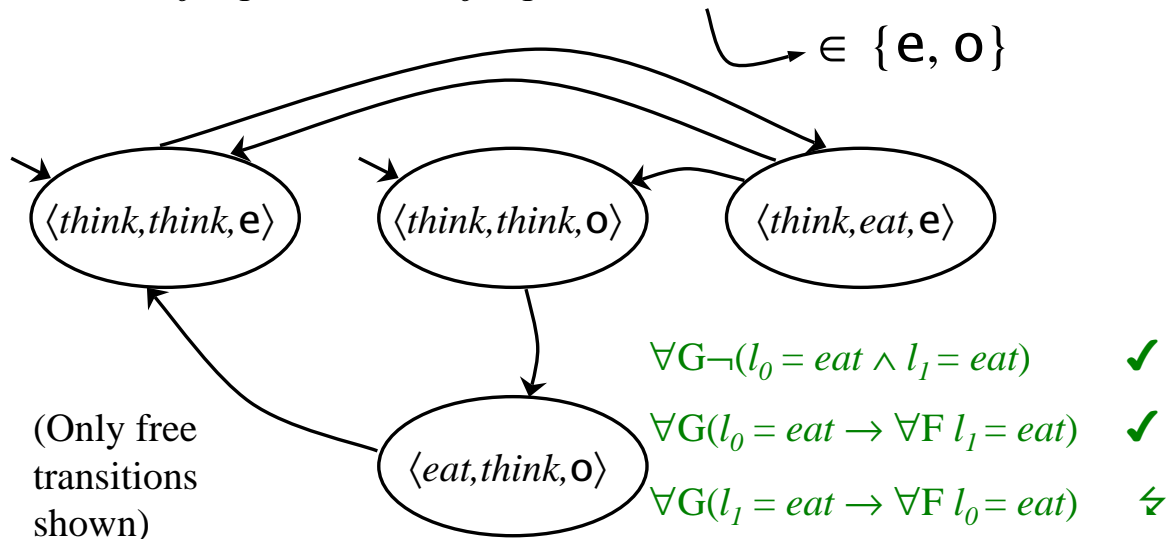 ∈ {e, o}
⟨think,think,e⟩
⟨think,think,o⟩
⟨think,eat,e⟩
∀G¬(l₀ = eat ∧ l₁ = eat) ✔
(Only free
transitions
shown)
⟨eat,think,o⟩
∀G(l₀ = eat → ∀F l₁ = eat) ✔
∀G(l₁ = eat → ∀F l₀ = eat) ↯